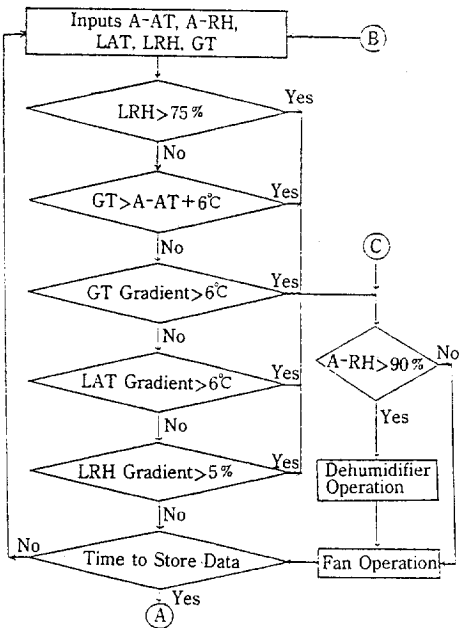 Inputs A-AT, A-RH,
LAT, LRH, GT
B
LRH>75%
Yes
No
GT>A-AT+6℃
Yes
No
C
GT Gradient>6℃
Yes
No
A-RH>90%
No
Yes
LAT Gradient>6℃
Yes
No
LRH Gradient>5%
Yes
No
Dehumidifier
Operation
Time to Store Data
No
Yes
Fan Operation
A